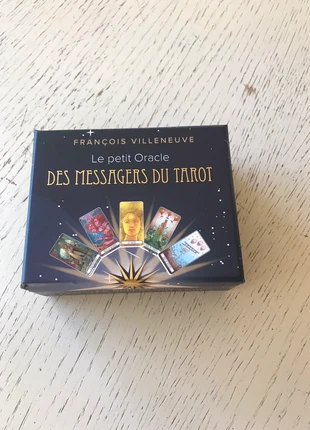 FRANÇOIS VILLENEUVE
Le petit Oracle
DES MESSAGERS DU TAROT